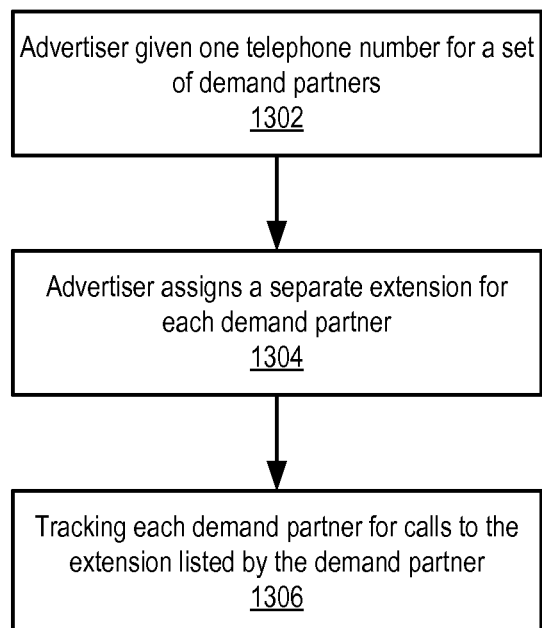 Advertiser given one telephone number for a set
of demand partners
1302
Advertiser assigns a separate extension for
each demand partner
1304
Tracking each demand partner for calls to the
extension listed by the demand partner
1306